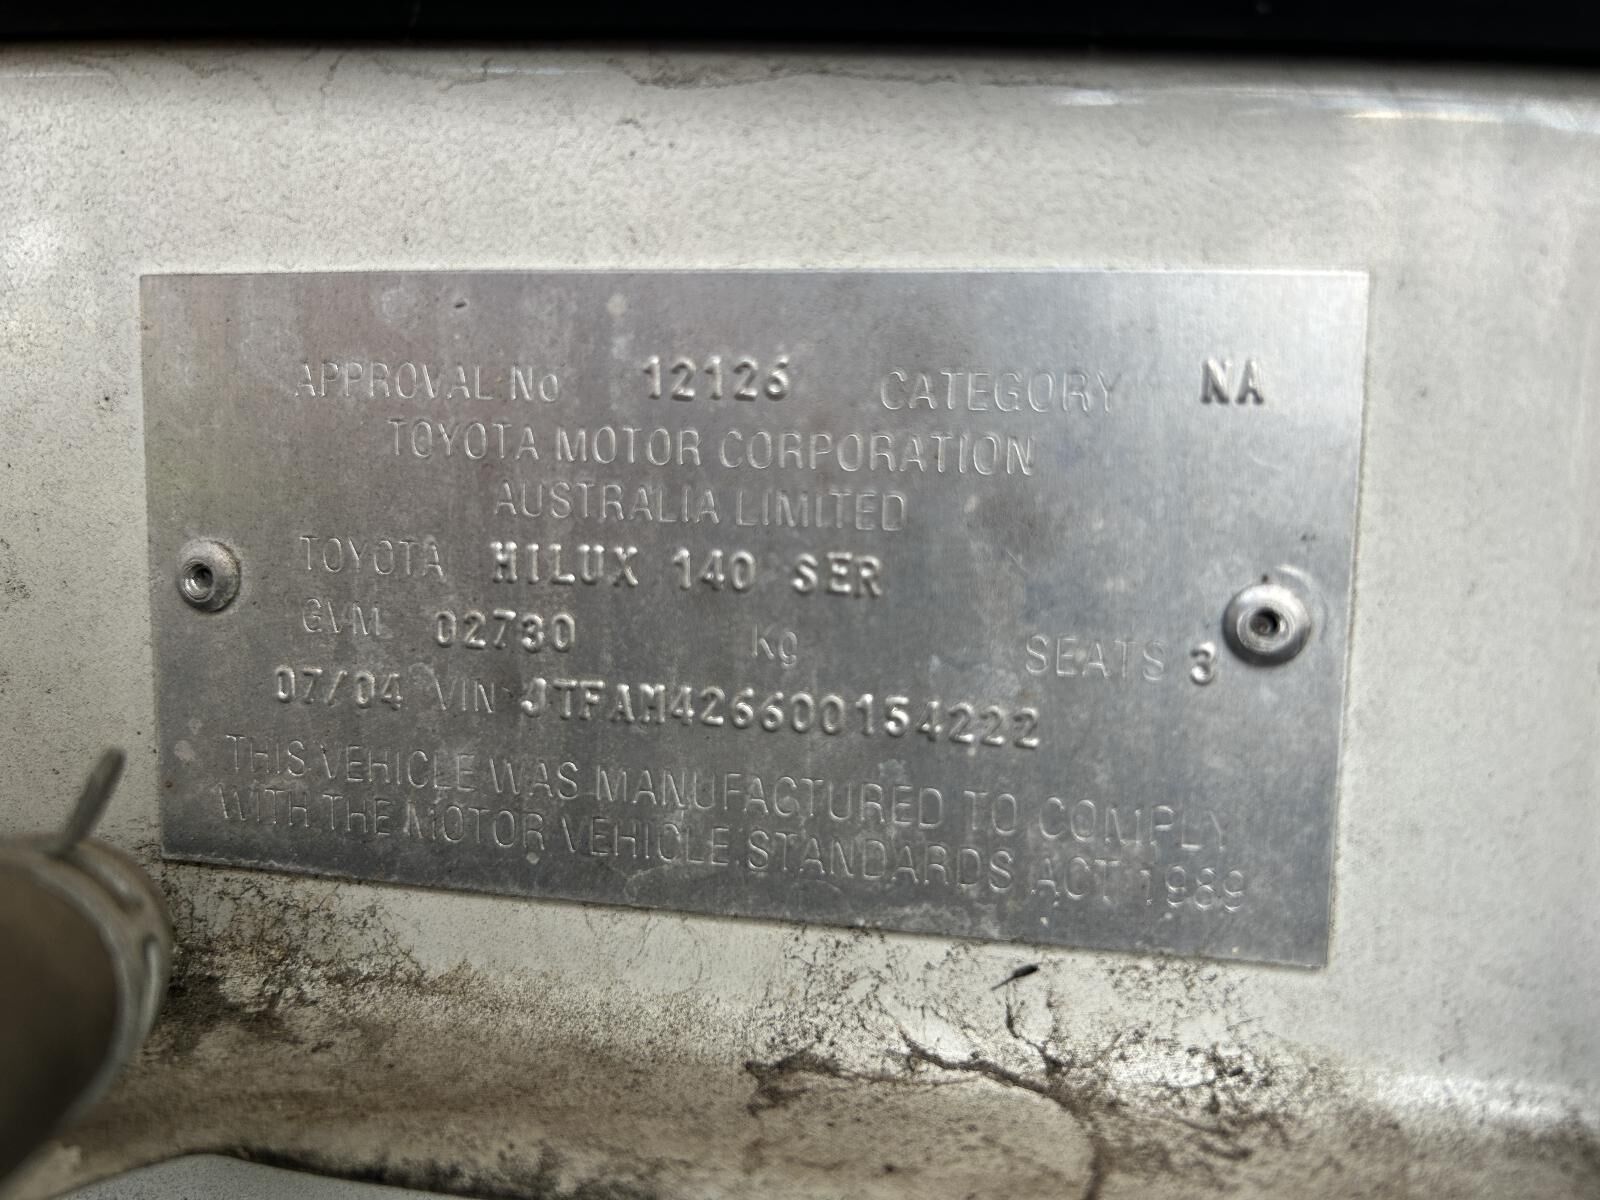 APPROVAL No 12126 CATEGORY NA
TOYOTA MOTOR CORPORATION
AUSTRALIA LIMITED
TOYOTA HILUX 140 SER
GVM 02730 Kg SEATS 3
07/04 VIN JTFAM426600154222
THIS VEHICLE WAS MANUFACTURED TO COMPLY
WITH THE MOTOR VEHICLE STANDARDS ACT 1989